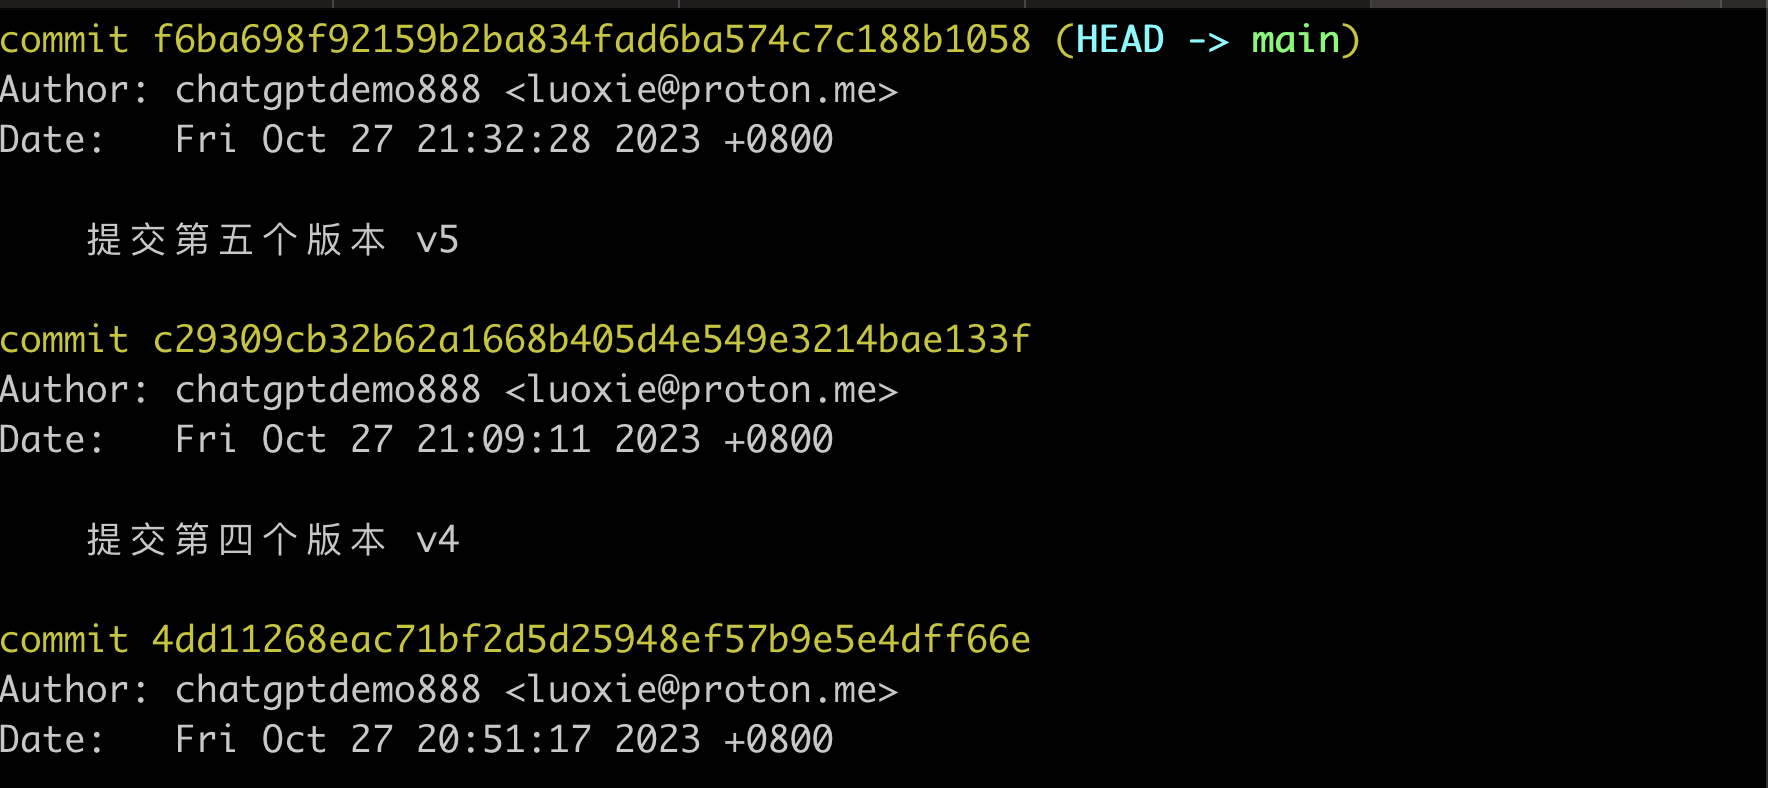 commit f6ba698f92159b2ba834fad6ba574c7c188b1058 (HEAD -> main)
Author: chatgptdemo888 <luoxie@proton.me>
Date:   Fri Oct 27 21:32:28 2023 +0800
提交第五个版本 v5
commit c29309cb32b62a1668b405d4e549e3214bae133f
Author: chatgptdemo888 <luoxie@proton.me>
Date:   Fri Oct 27 21:09:11 2023 +0800
提交第四个版本 v4
commit 4dd11268eac71bf2d5d25948ef57b9e5e4dff66e
Author: chatgptdemo888 <luoxie@proton.me>
Date:   Fri Oct 27 20:51:17 2023 +0800